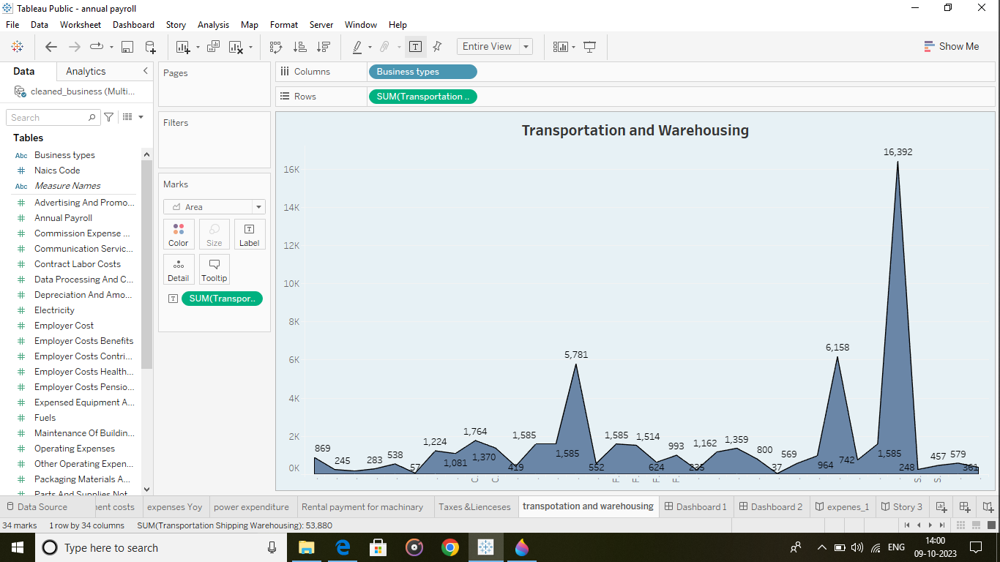 Tableau Public - annual payroll
File Data Worksheet Dashboard Story Analysis Map Format Server Window Help
Entire View Show Me
Data Analytics
cleaned_business (Multi...
Search
Tables
Abc Business types
# Naics Code
Abc Measure Names
# Advertising And Promo...
# Annual Payroll
# Commission Expense ...
# Communication Servic...
# Contract Labor Costs
# Data Processing And C...
# Depreciation And Amo...
# Electricity
# Employer Cost
# Employer Costs Benefits
# Employer Costs Contri...
# Employer Costs Health...
# Employer Costs Pensio...
# Expensed Equipment A...
# Fuels
# Maintenance Of Buildin...
# Operating Expenses
# Other Operating Expen...
# Packaging Materials A...
# Parts And Supplies Not
Pages
Filters
Marks
Area
Color Size Label
Detail Tooltip
SUM(Transpor..
Columns Business types
Rows SUM(Transportation ..
Transportation and Warehousing
16K
14K
12K
10K
8K
6K
4K
2K
0K
869
245
283
538
57
1,224
1,081
1,764
1,370
419
1,585
1,585
5,781
552
1,585
1,514
624
993
235
1,162
1,359
800
37
569
964
6,158
742
1,585
16,392
248
457
579
361
C..
C..
F..
F..
F..
F..
S..
S..
Data Source
ent costs
expenses Yoy
power expenditure
Rental payment for machinary
Taxes &Lienceses
transpotation and warehousing
Dashboard 1
Dashboard 2
expenes_1
Story 3
34 marks 1 row by 34 columns SUM(Transportation Shipping Warehousing): 53,880
Type here to search
ENG
14:00
09-10-2023